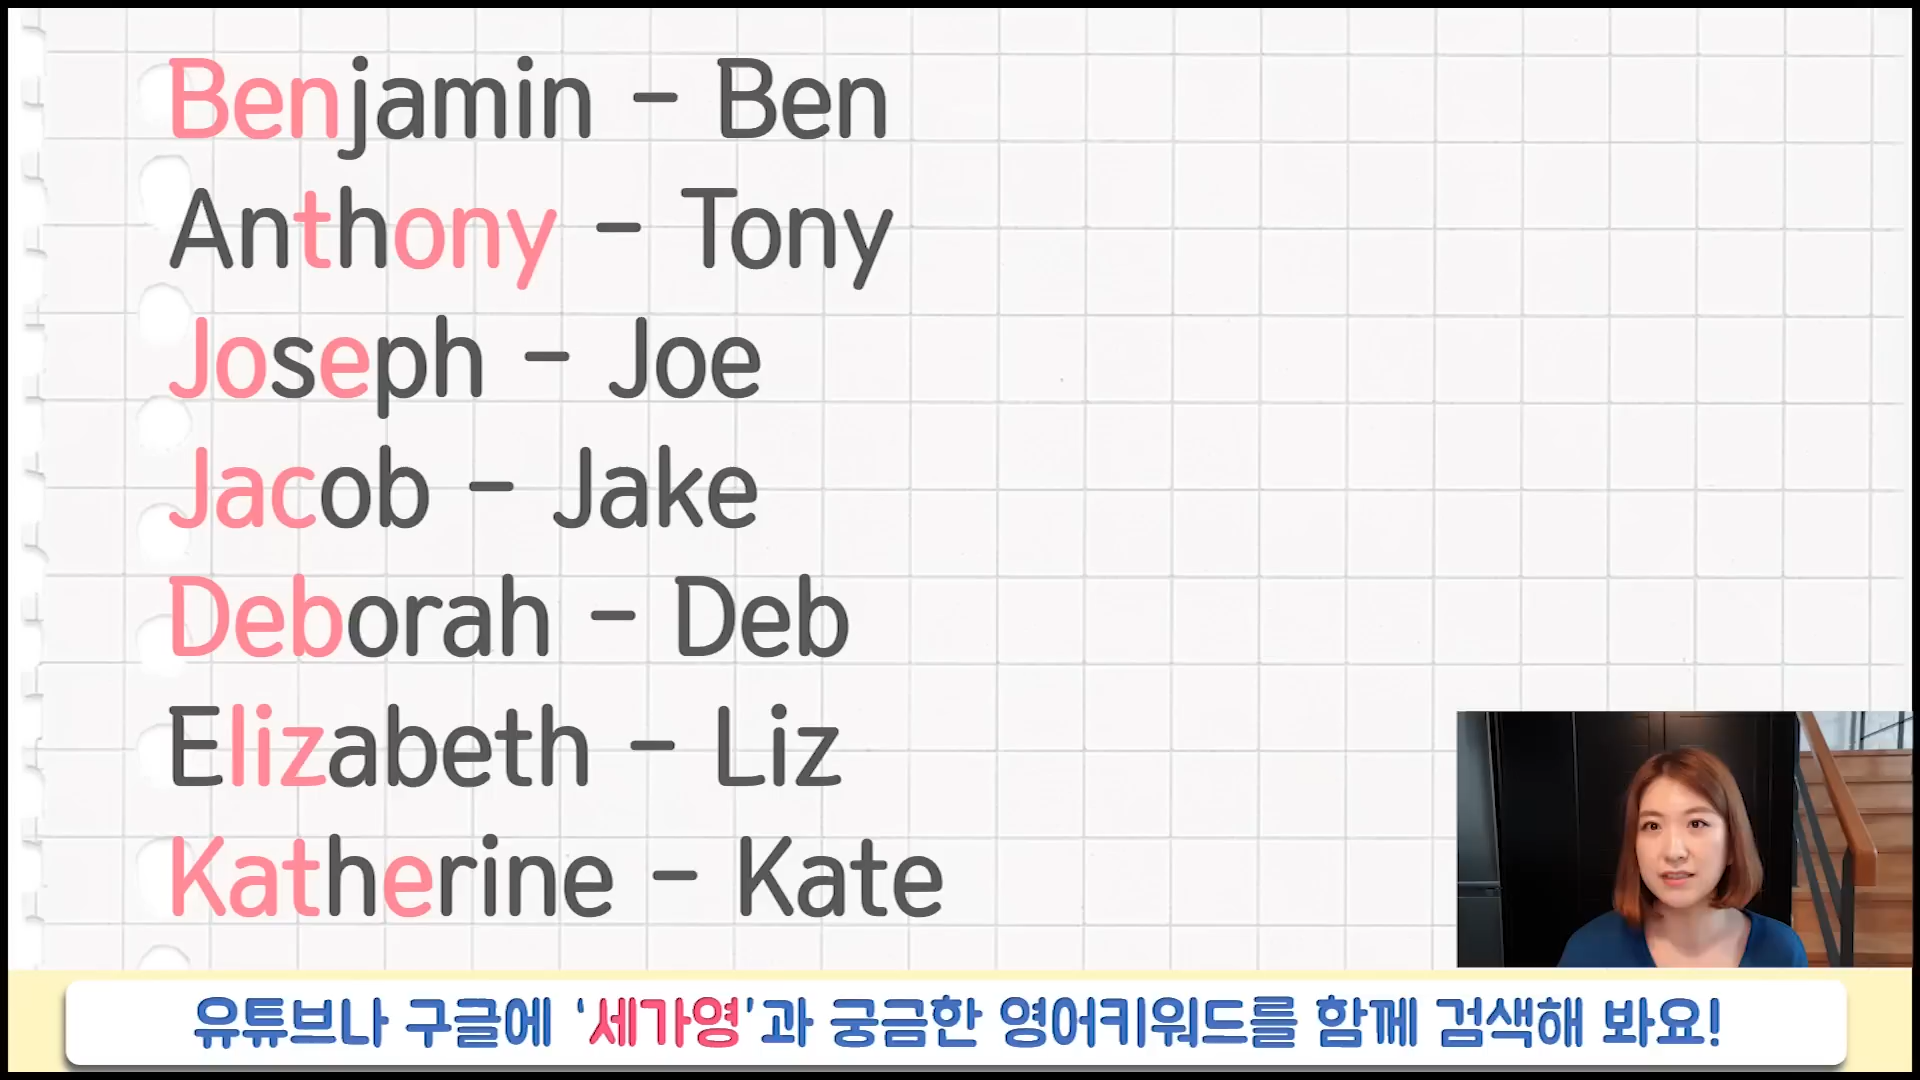 Benjamin - Ben
Anthony - Tony
Joseph - Joe
Jacob - Jake
Deborah - Deb
Elizabeth - Liz
Katherine - Kate
유튜브나 구글에 ‘세가영’과 궁금한 영어키워드를 함께 검색해 봐요!